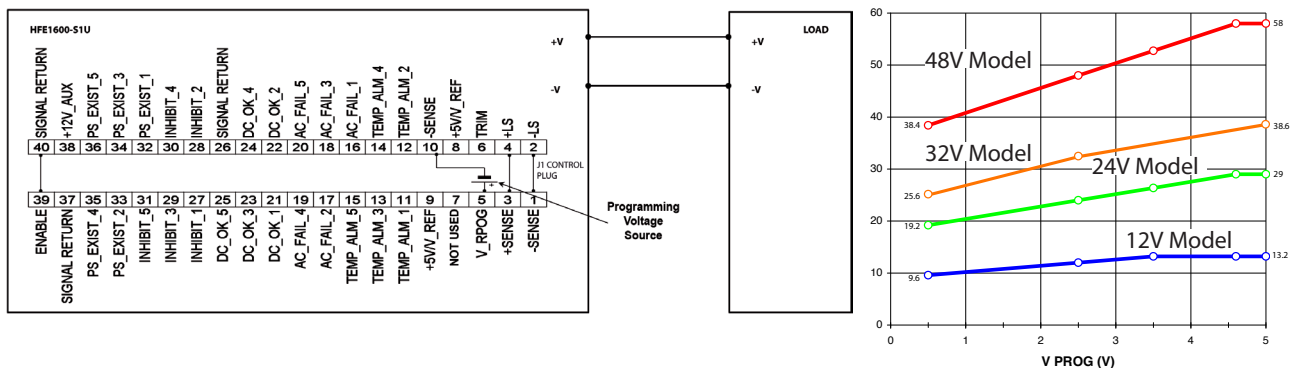 HFE1600-S1U
+V
-V
SIGNAL RETURN
+12V_AUX
PS_EXIST_5
PS_EXIST_3
PS_EXIST_1
INHIBIT_4
INHIBIT_2
SIGNAL RETURN
DC_OK_4
DC_OK_2
AC_FAIL_5
AC_FAIL_3
AC_FAIL_1
TEMP_ALM_4
TEMP_ALM_2
-SENSE
+5V/V_REF
TRIM
+LS
-LS
40 38 36 34 32 30 28 26 24 22 20 18 16 14 12 10 8 6 4 2
J1 CONTROL
PLUG
+
39 37 35 33 31 29 27 25 23 21 19 17 15 13 11 9 7 5 3 1
ENABLE
SIGNAL RETURN
PS_EXIST_4
PS_EXIST_2
INHIBIT_5
INHIBIT_3
INHIBIT_1
DC_OK_5
DC_OK_3
DC_OK_1
AC_FAIL_4
AC_FAIL_2
TEMP_ALM_5
TEMP_ALM_3
TEMP_ALM_1
+5V/V_REF
NOT USED
V_RPOG
+SENSE
-SENSE
Programming
Voltage
Source
LOAD
+V
-V
60
50
40
30
20
10
0
48V Model
58
38.4
32V Model
38.6
25.6
24V Model
29
19.2
12V Model
13.2
9.6
0 1 2 3 4 5
V PROG (V)